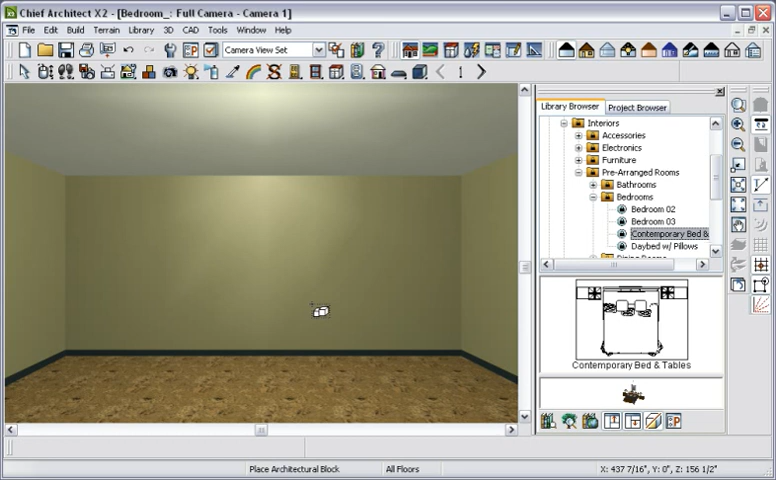 Chief Architect X2 - [Bedroom_: Full Camera - Camera 1]
File Edit Build Terrain Library 3D CAD Tools Window Help
Camera View Set
1
Library Browser Project Browser
Interiors
Accessories
Electronics
Furniture
Pre-Arranged Rooms
Bathrooms
Bedrooms
Bedroom 02
Bedroom 03
Contemporary Bed &
Daybed w/ Pillows
Contemporary Bed & Tables
Place Architectural Block All Floors X: 437 7/16", Y: 0", Z: 156 1/2"